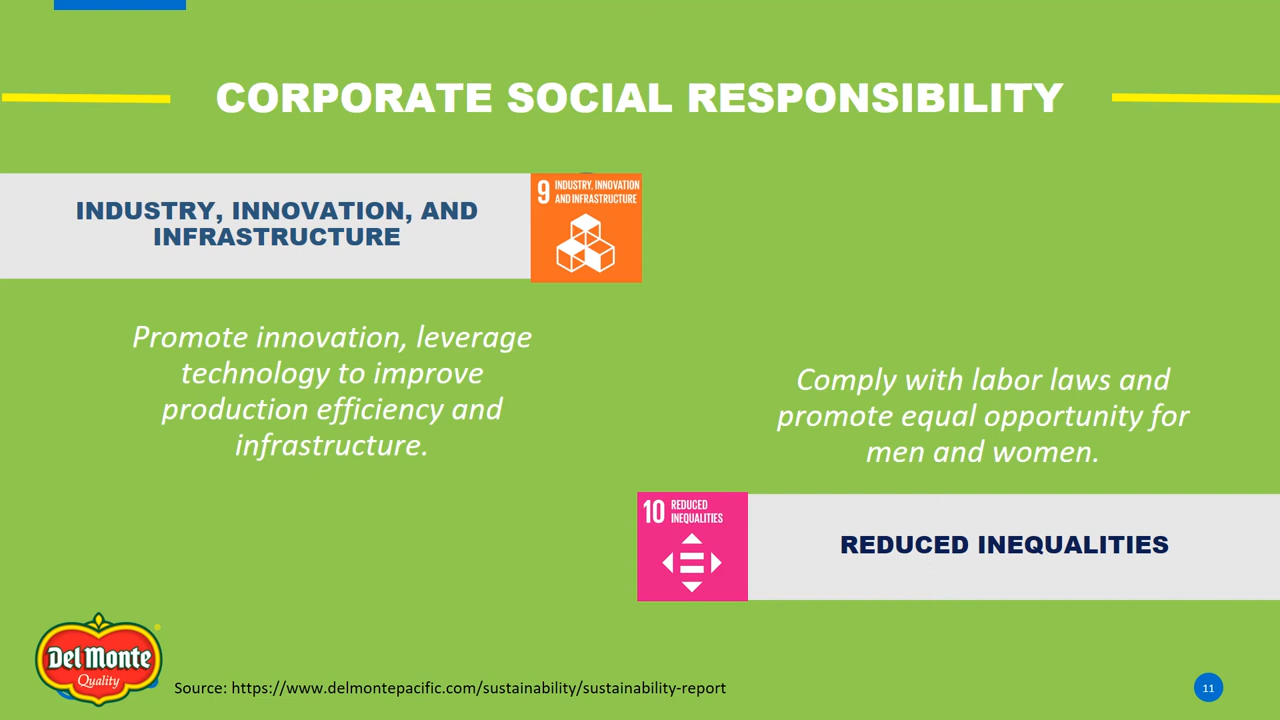 CORPORATE SOCIAL RESPONSIBILITY
INDUSTRY, INNOVATION, AND
INFRASTRUCTURE
9 INDUSTRY, INNOVATION
AND INFRASTRUCTURE
Promote innovation, leverage
technology to improve
production efficiency and
infrastructure.
Comply with labor laws and
promote equal opportunity for
men and women.
10 REDUCED
INEQUALITIES
REDUCED INEQUALITIES
Del Monte
Quality
Source: https://www.delmontepacific.com/sustainability/sustainability-report
11